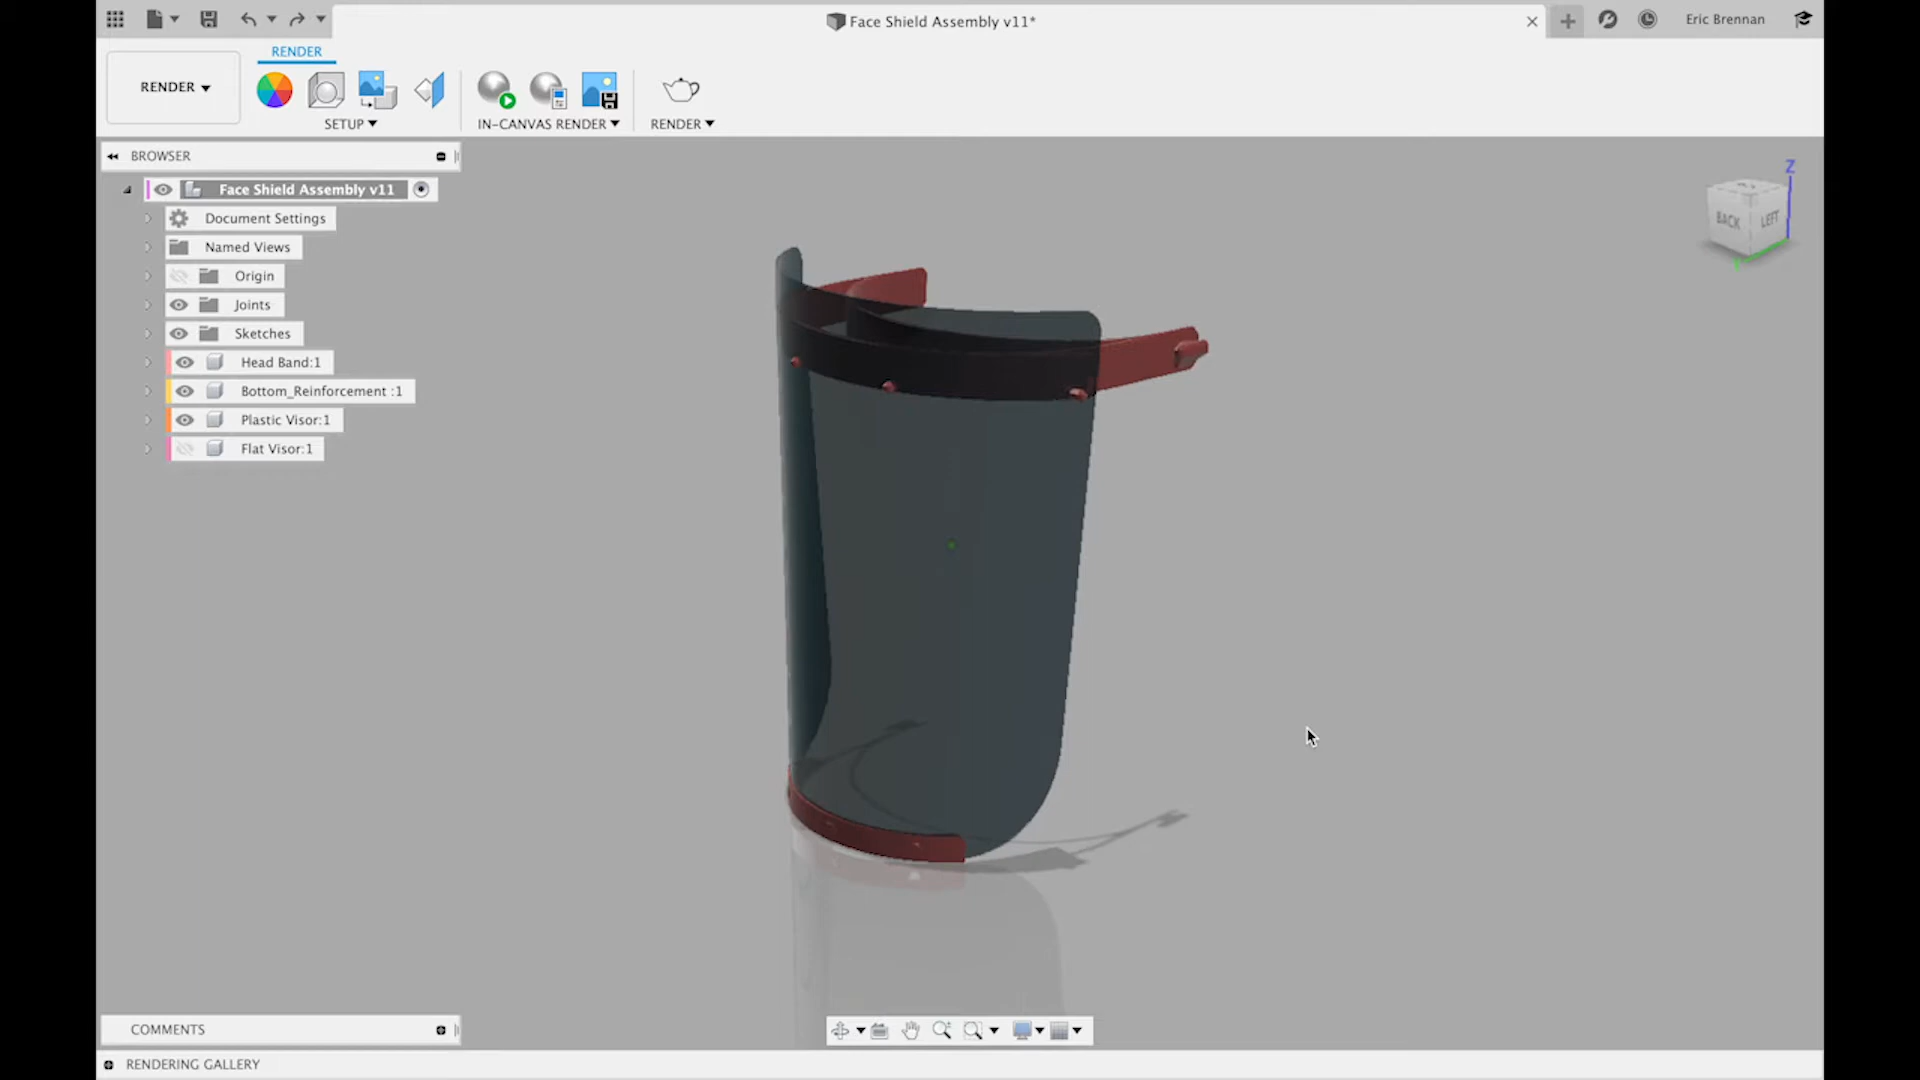 Face Shield Assembly v11*
Eric Brennan
RENDER
RENDER
SETUP
IN-CANVAS RENDER
RENDER
BROWSER
Face Shield Assembly v11
Document Settings
Named Views
Origin
Joints
Sketches
Head Band:1
Bottom_Reinforcement :1
Plastic Visor:1
Flat Visor:1
Z
BACK
LEFT
COMMENTS
RENDERING GALLERY